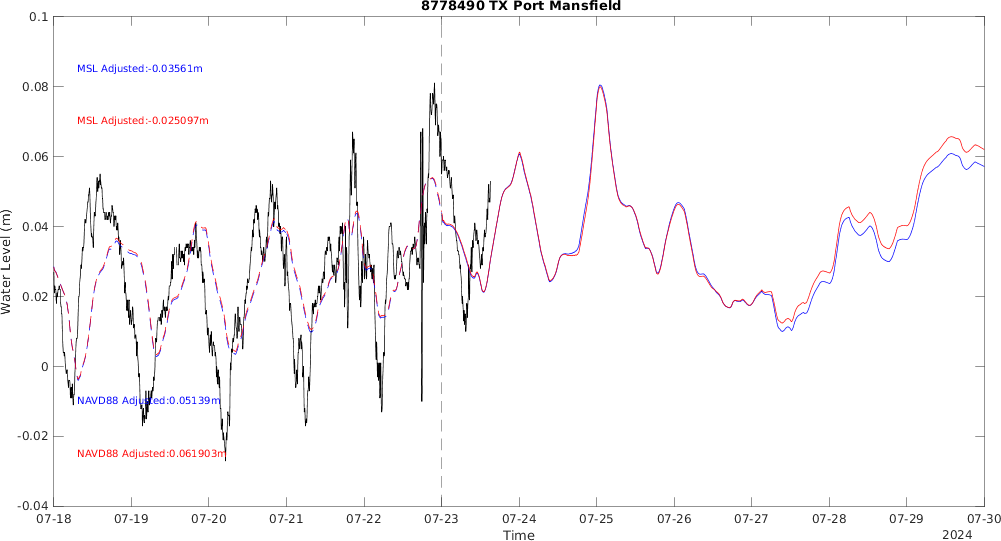 8778490 TX Port Mansfield
0.1
0.08
0.06
0.04
0.02
0
-0.02
-0.04
Water Level (m)
MSL Adjusted:-0.03561m
MSL Adjusted:-0.025097m
NAVD88 Adjusted:0.05139m
NAVD88 Adjusted:0.061903m
07-18 07-19 07-20 07-21 07-22 07-23 07-24 07-25 07-26 07-27 07-28 07-29 07-30
Time
2024